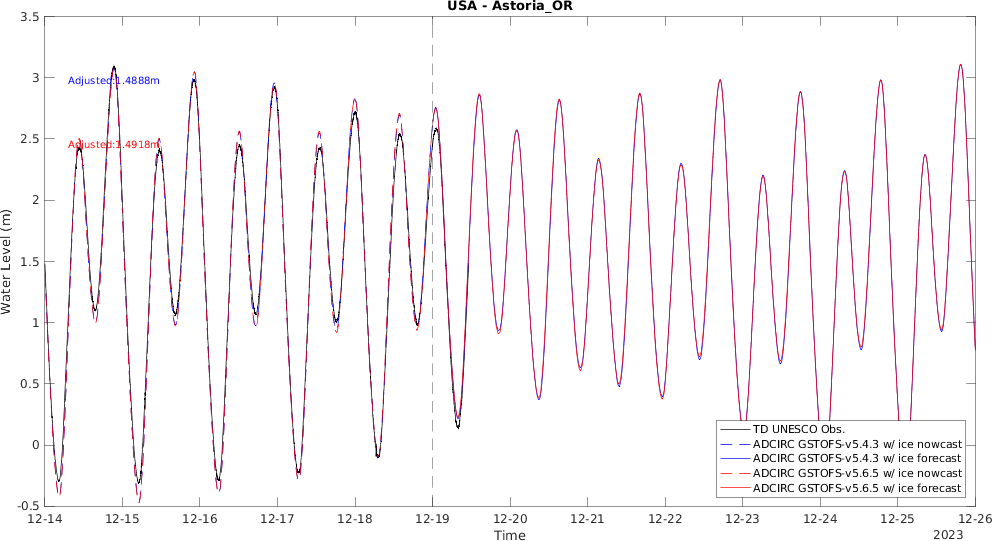 USA - Astoria_OR
3.5
3
2.5
2
1.5
1
0.5
0
-0.5
Water Level (m)
Adjusted:1.4888m
Adjusted:1.4918m
TD UNESCO Obs.
ADCIRC GSTOFS-v5.4.3 w/ ice nowcast
ADCIRC GSTOFS-v5.4.3 w/ ice forecast
ADCIRC GSTOFS-v5.6.5 w/ ice nowcast
ADCIRC GSTOFS-v5.6.5 w/ ice forecast
12-14 12-15 12-16 12-17 12-18 12-19 12-20 12-21 12-22 12-23 12-24 12-25 12-26
Time
2023